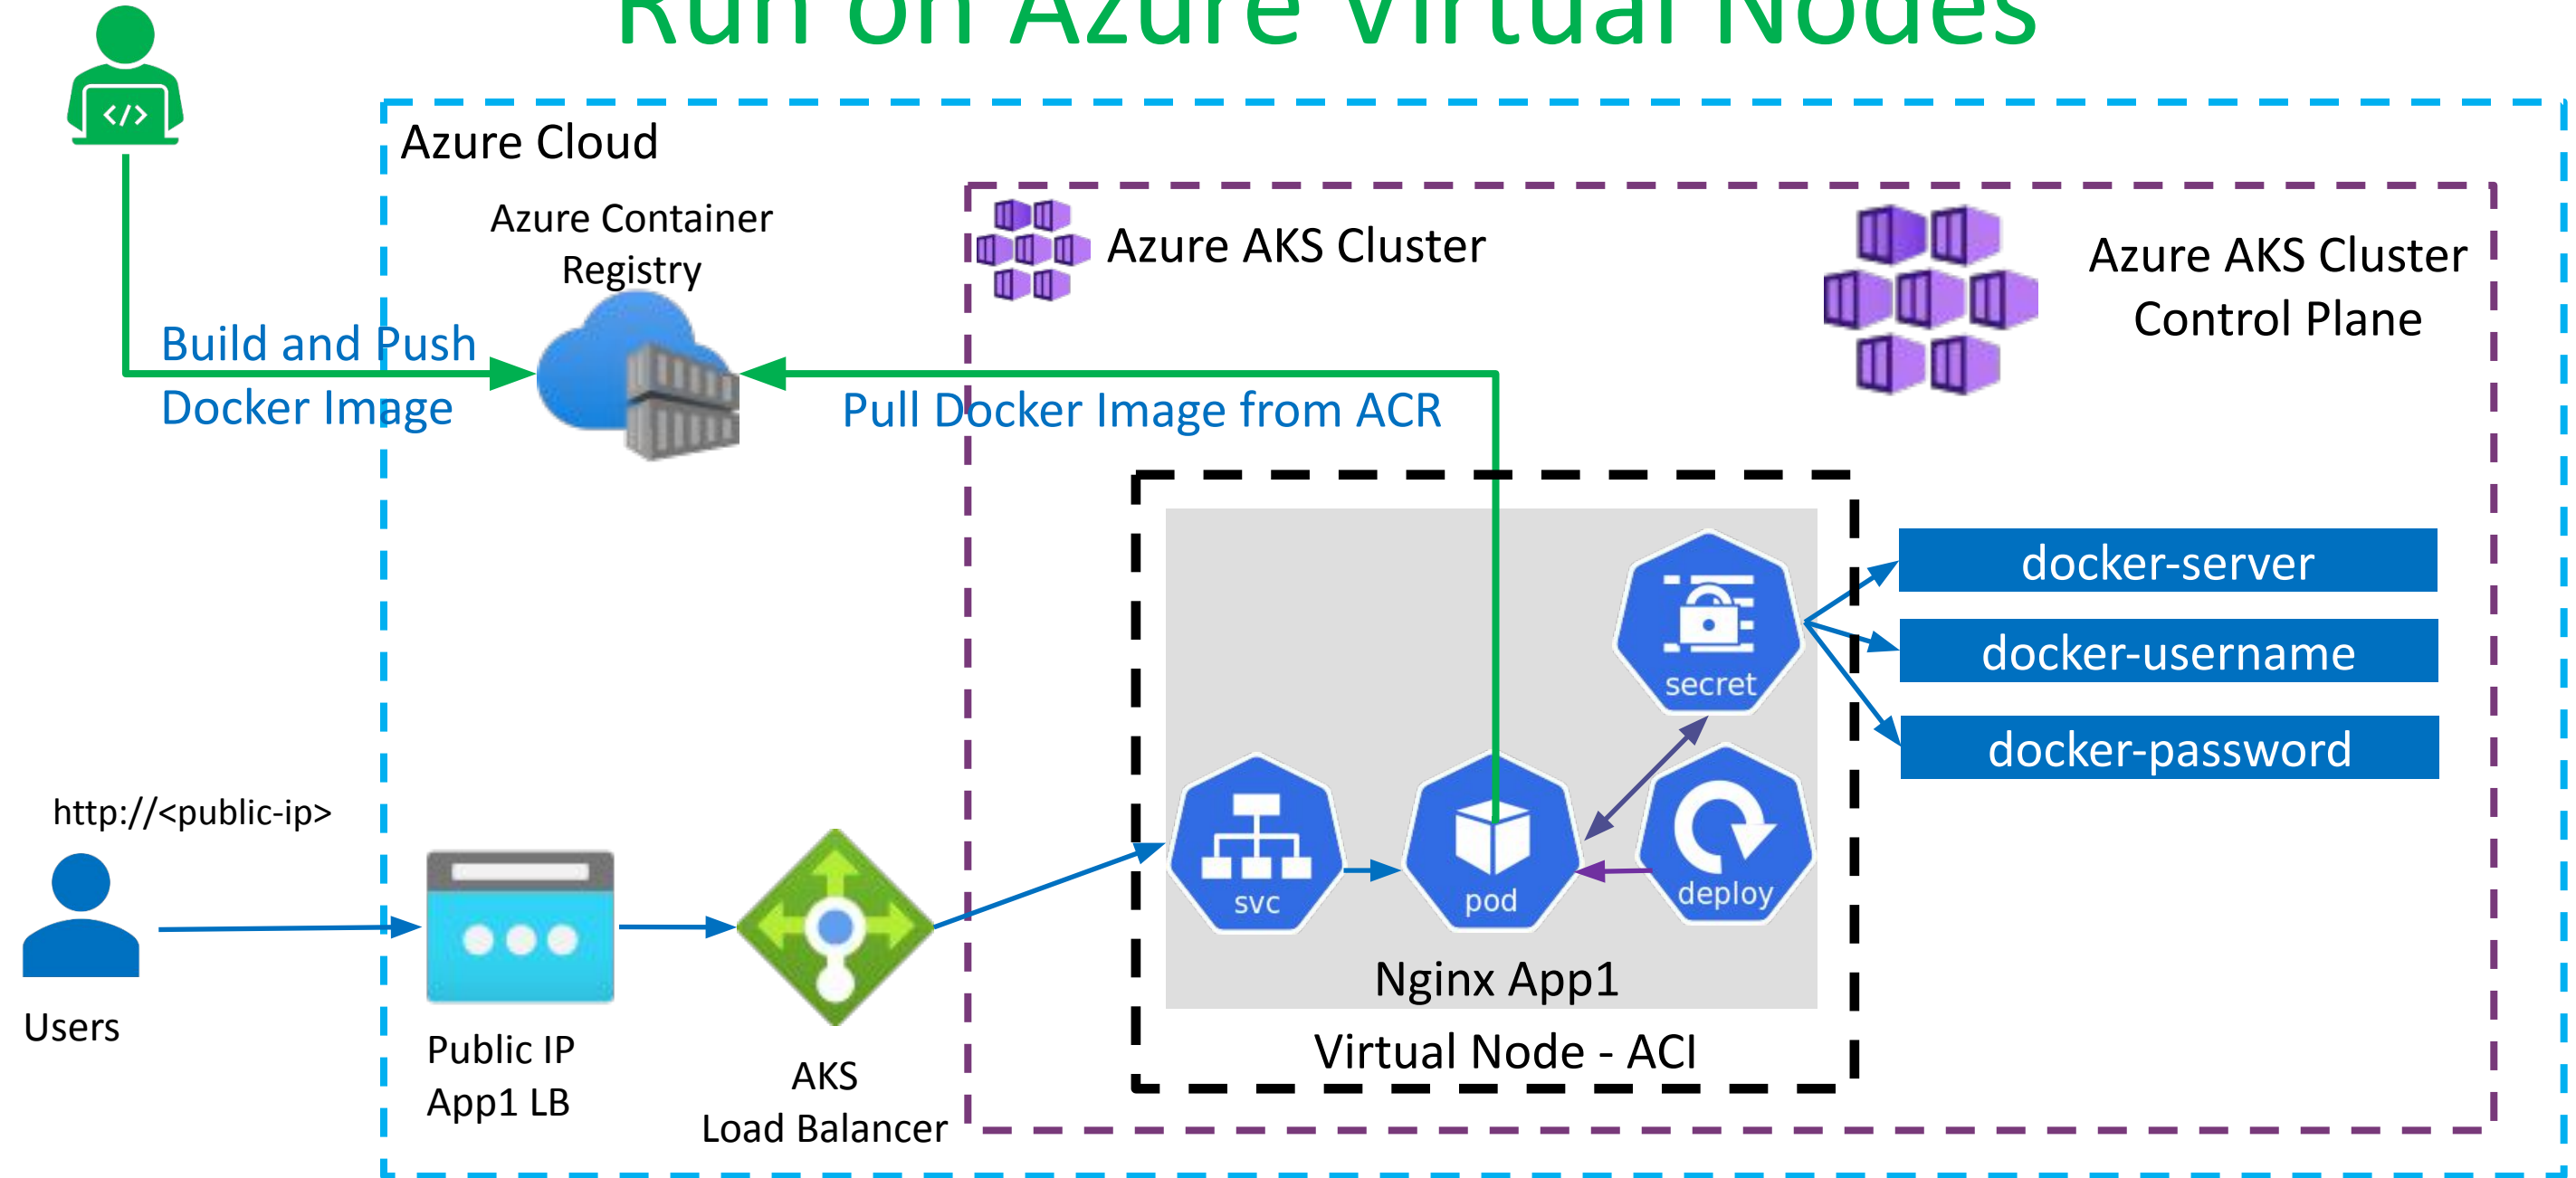 Run on Azure Virtual Nodes
</>
Azure Cloud
Azure Container
Registry
Azure AKS Cluster
Azure AKS Cluster
Control Plane
Build and Push
Docker Image
Pull Docker Image from ACR
docker-server
docker-username
docker-password
secret
http://<public-ip>
svc
pod
deploy
Nginx App1
Virtual Node - ACI
Users
Public IP
App1 LB
AKS
Load Balancer